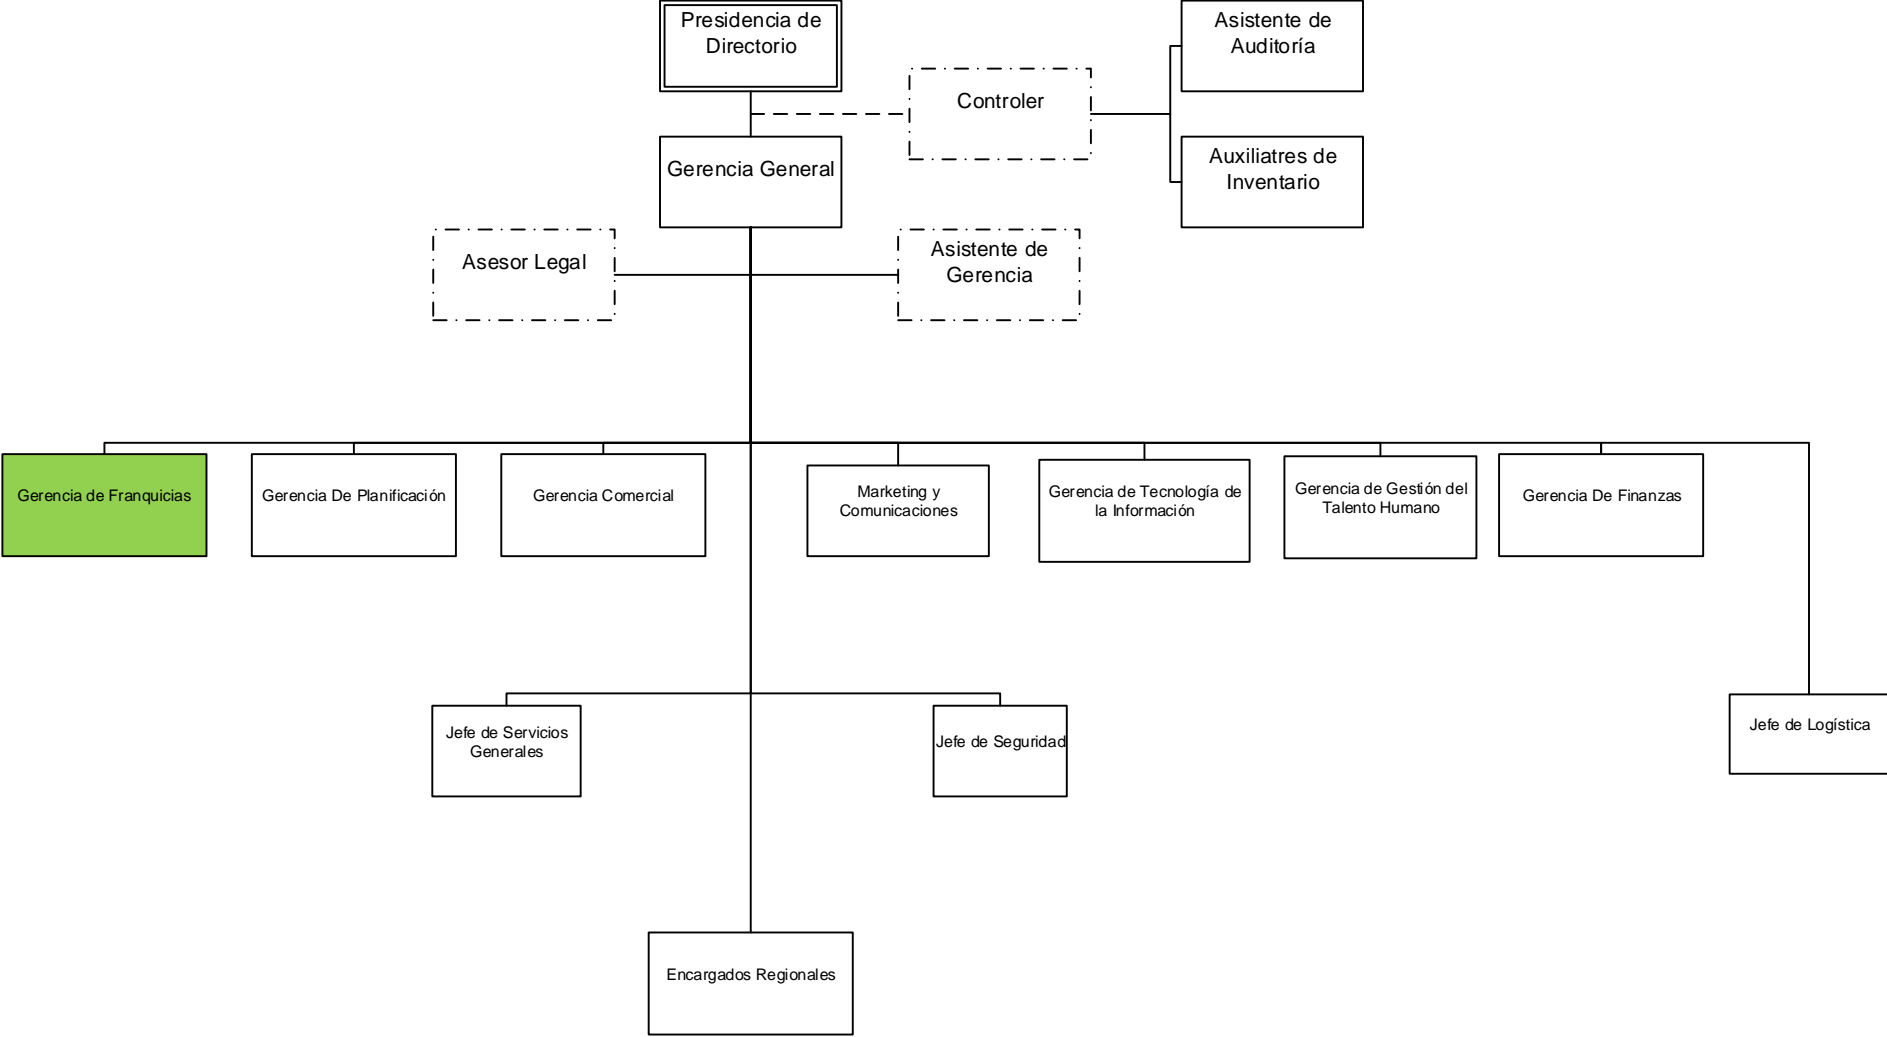 Presidencia de
Directorio
Asistente de
Auditoría
Controler
Gerencia General
Auxiliatres de
Inventario
Asesor Legal
Asistente de
Gerencia
Gerencia de Franquicias
Gerencia De Planificación
Gerencia Comercial
Marketing y
Comunicaciones
Gerencia de Tecnología de
la Información
Gerencia de Gestión del
Talento Humano
Gerencia De Finanzas
Jefe de Servicios
Generales
Jefe de Seguridad
Jefe de Logística
Encargados Regionales